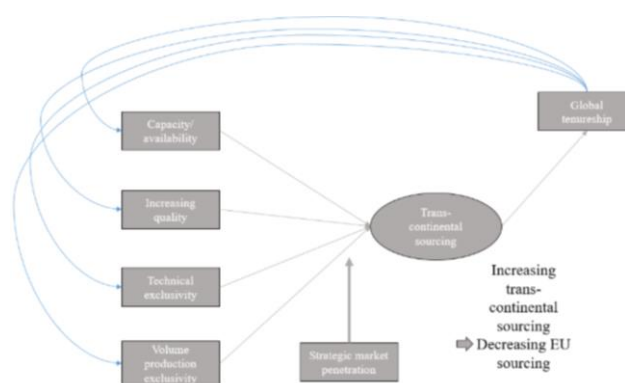 Global
tenureship
Capacity/
availability
Increasing
quality
Trans-
continental
sourcing
Technical
exclusivity
Increasing
trans-
continental
sourcing
Decreasing EU
sourcing
Volume
production
exclusivity
Strategic market
penetration